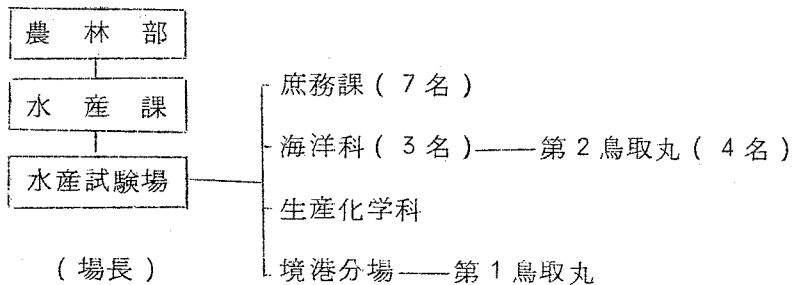 農林部
水産課
水産試験場
(場長)
庶務課(7名)
海洋科(3名)——第2鳥取丸(4名)
生産化学科
境港分場——第1鳥取丸